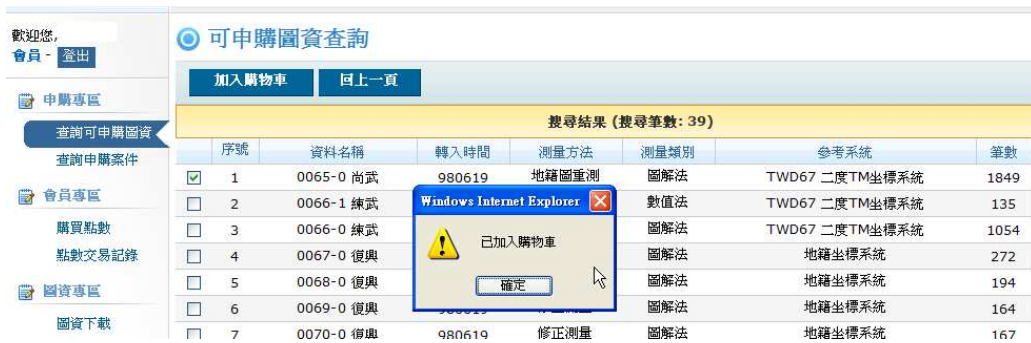 歡迎您,
會員 - 登出
申購專區
查詢可申購圖資
查詢申購案件
會員專區
購買點數
點數交易記錄
圖資專區
圖資下載
可申購圖資查詢
加入購物車 回上一頁
搜尋結果 (搜尋筆數: 39)
序號 資料名稱 轉入時間 測量方法 測量類別 參考系統 筆數
1 0065-0 尚武 980619 地籍圖重測 圖解法 TWD67 二度TM坐標系統 1849
2 0066-1 練武 數值法 TWD67 二度TM坐標系統 135
3 0066-0 練武 圖解法 TWD67 二度TM坐標系統 1054
4 0067-0 復興 圖解法 地籍坐標系統 272
5 0068-0 復興 圖解法 地籍坐標系統 194
6 0069-0 復興 圖解法 地籍坐標系統 164
7 0070-0 復興 980619 修正測量 圖解法 地籍坐標系統 167
Windows Internet Explorer
已加入購物車
確定